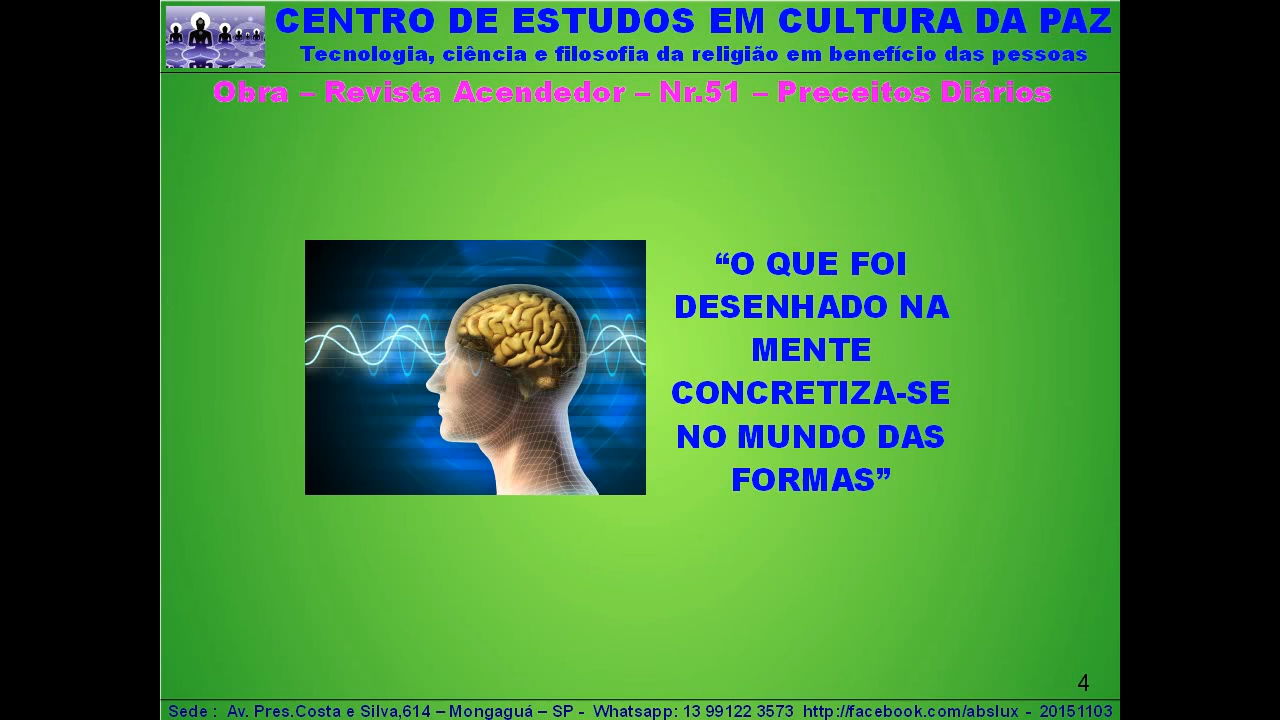 CENTRO DE ESTUDOS EM CULTURA DA PAZ
Tecnologia, ciência e filosofia da religião em benefício das pessoas
Obra – Revista Acendedor – Nr.51 – Preceitos Diários
“O QUE FOI
DESENHADO NA
MENTE
CONCRETIZA-SE
NO MUNDO DAS
FORMAS”
4
Sede : Av. Pres.Costa e Silva,614 – Mongaguá – SP - Whatsapp: 13 99122 3573 http://facebook.com/abslux - 20151103